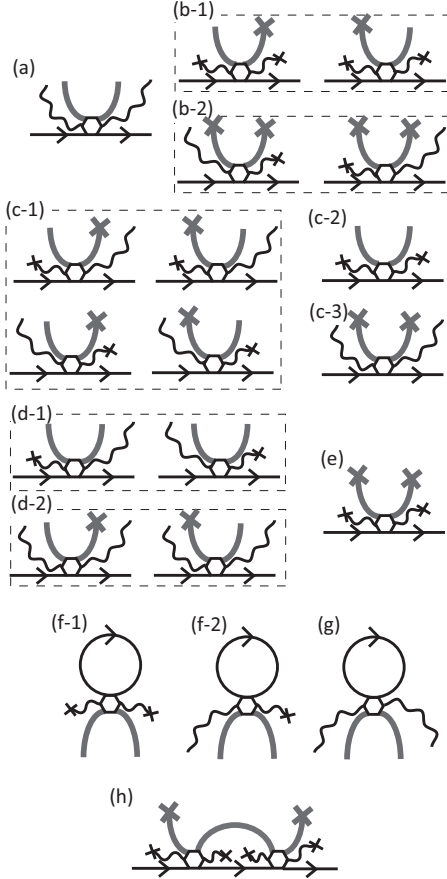 (b-1)
(a)
(b-2)
(c-1)
(c-2)
(c-3)
(d-1)
(e)
(d-2)
(f-1) (f-2) (g)
(h)